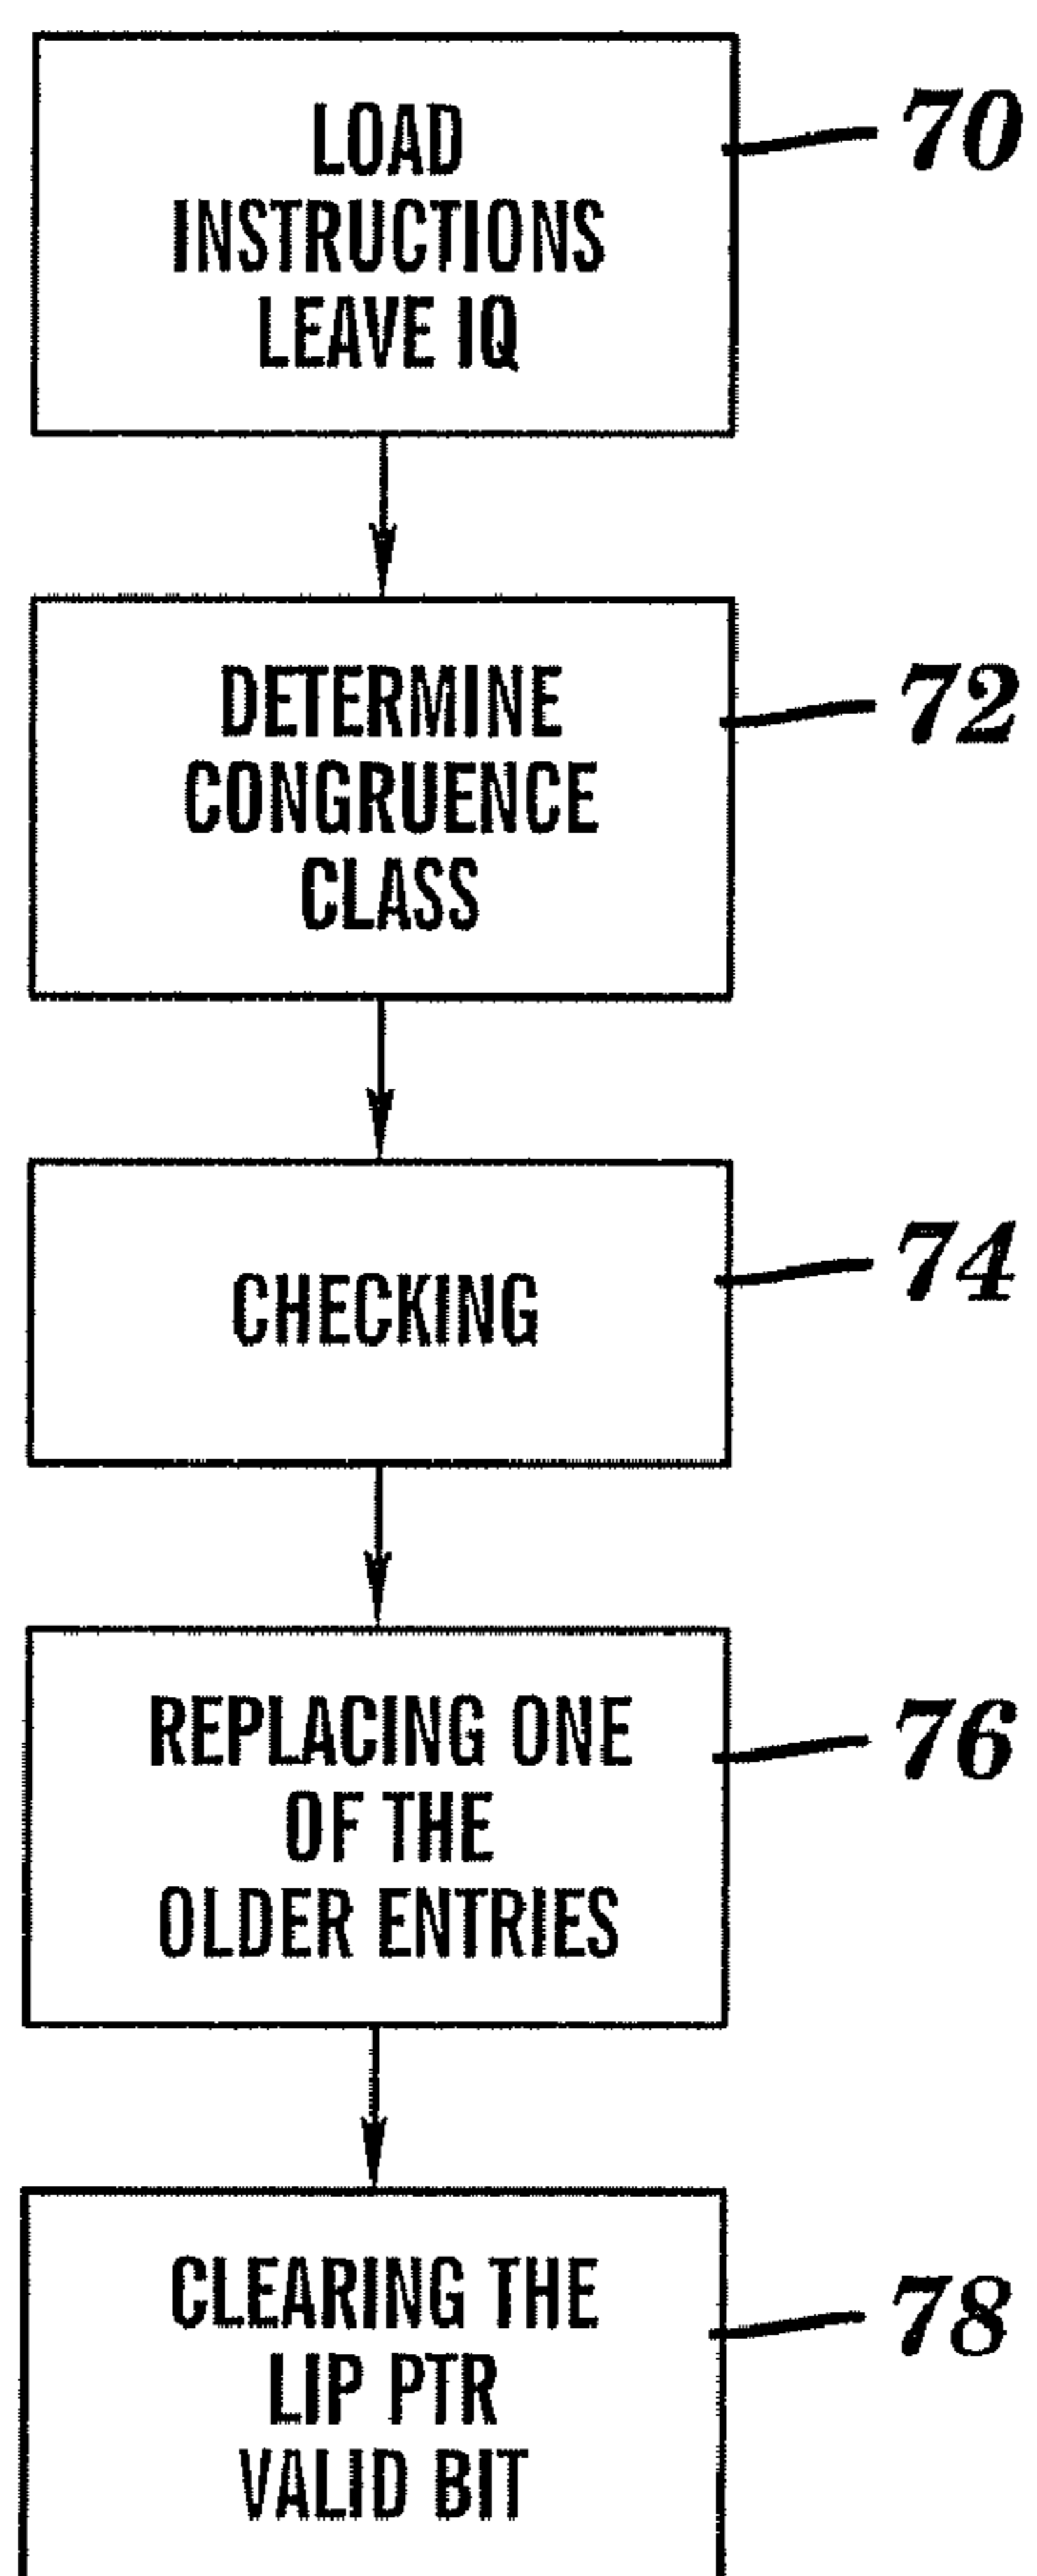 LOAD
INSTRUCTIONS
LEAVE IQ
70
DETERMINE
CONGRUENCE
CLASS
72
CHECKING
74
REPLACING ONE
OF THE
OLDER ENTRIES
76
CLEARING THE
LIP PTR
VALID BIT
78